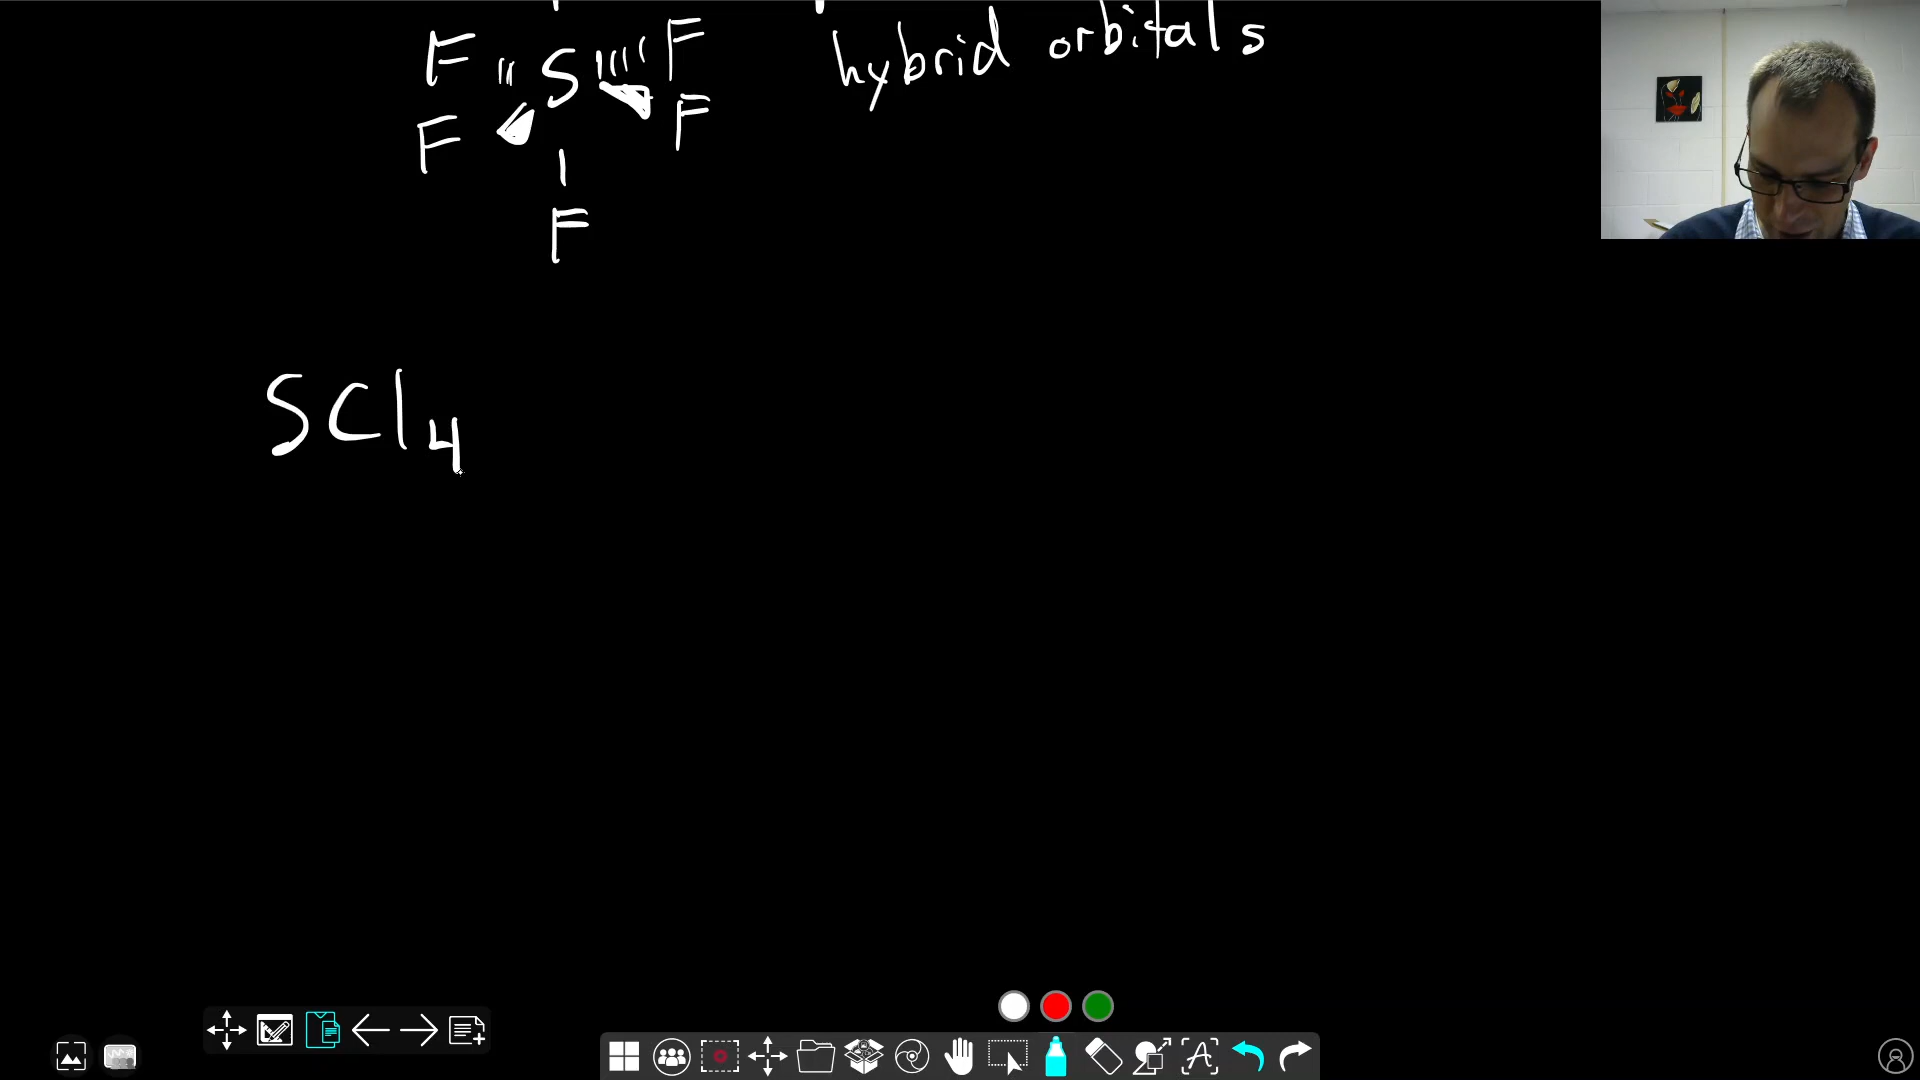 F S F hybrid orbitals
F F
F
SCl4